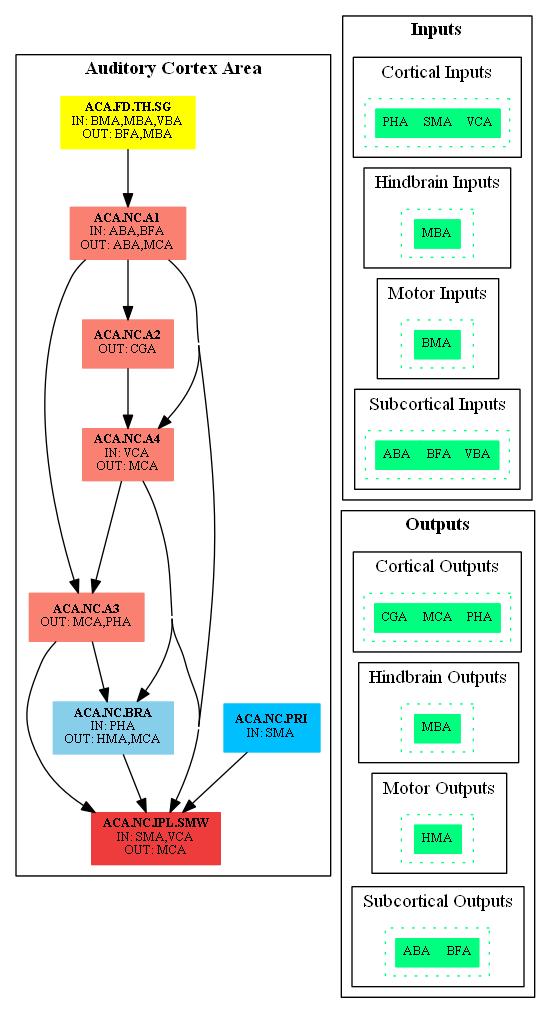 Auditory Cortex Area
ACA.FD.TH.SG
IN: BMA,MBA,VBA
OUT: BFA,MBA
ACA.NC.A1
IN: ABA,BFA
OUT: ABA,MCA
ACA.NC.A2
OUT: CGA
ACA.NC.A4
IN: VCA
OUT: MCA
ACA.NC.A3
OUT: MCA,PHA
ACA.NC.BRA
IN: PHA
OUT: HMA,MCA
ACA.NC.PRI
IN: SMA
ACA.NC.IPL.SMW
IN: SMA,VCA
OUT: MCA
Inputs
Cortical Inputs
PHA SMA VCA
Hindbrain Inputs
MBA
Motor Inputs
BMA
Subcortical Inputs
ABA BFA VBA
Outputs
Cortical Outputs
CGA MCA PHA
Hindbrain Outputs
MBA
Motor Outputs
HMA
Subcortical Outputs
ABA BFA